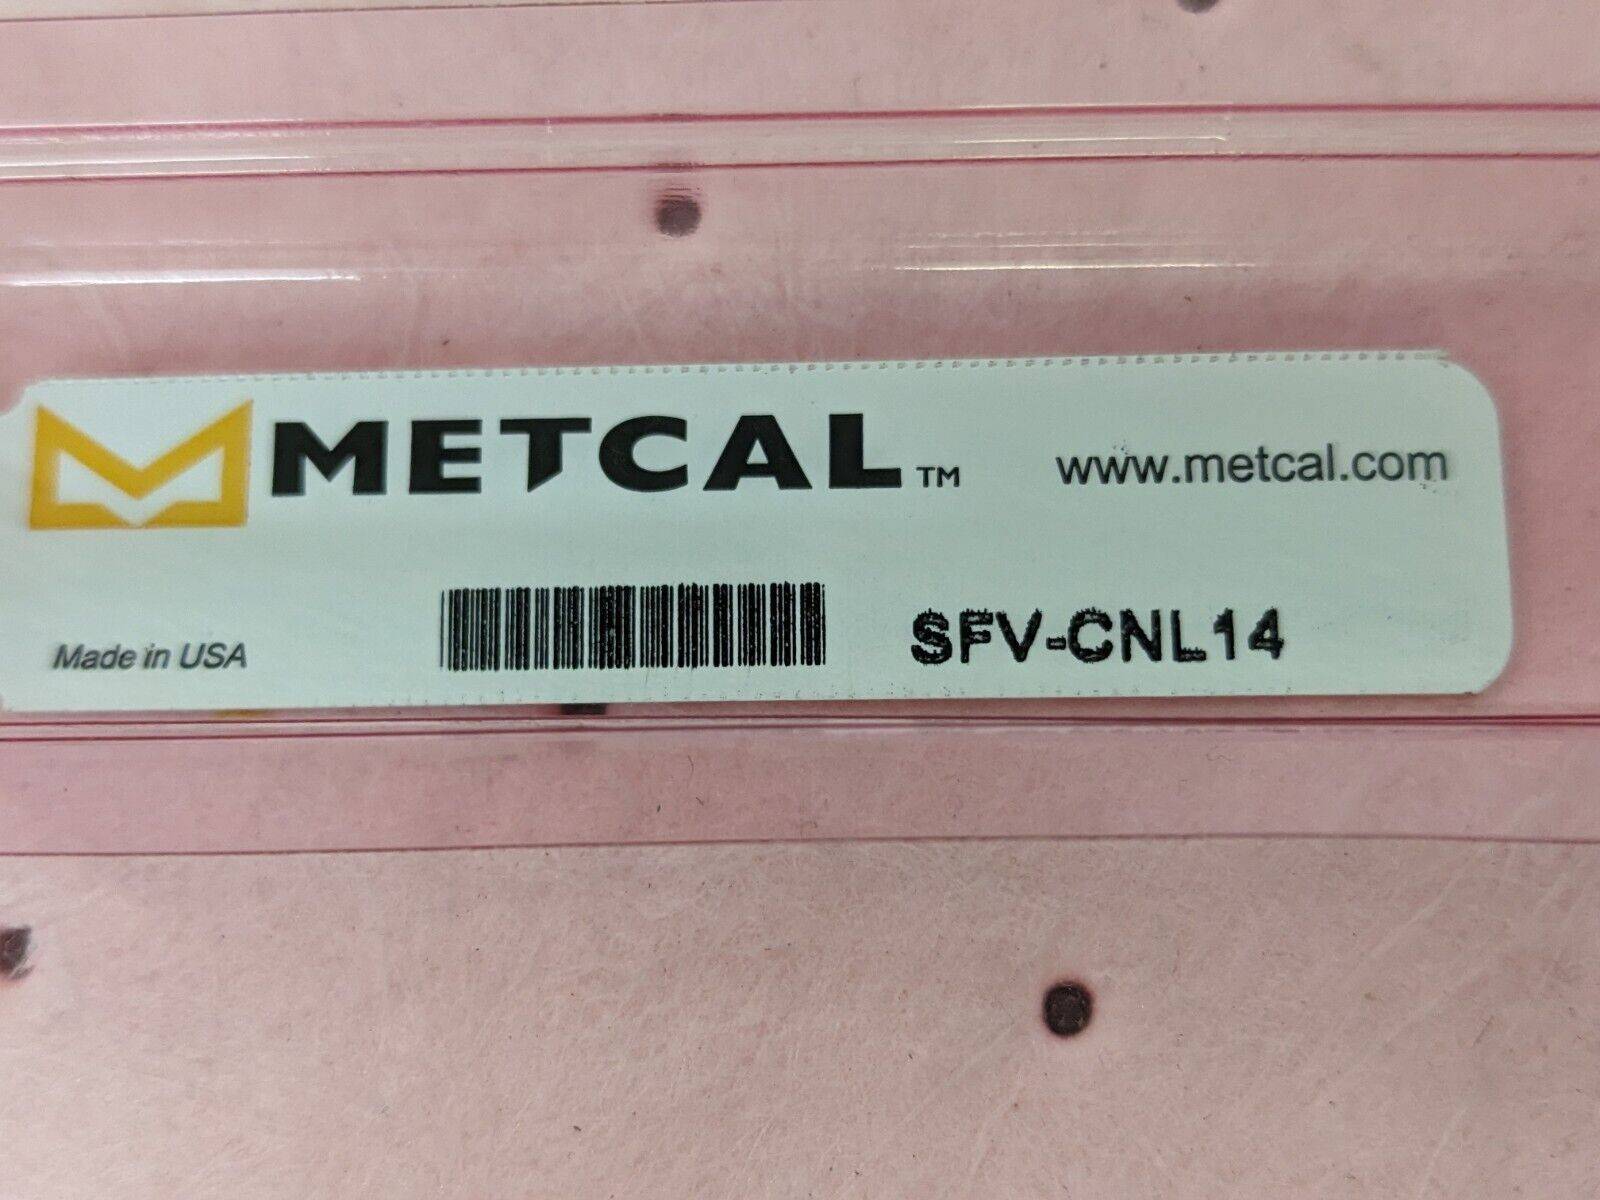 METCAL™ www.metcal.com
Made in USA SFV-CNL14